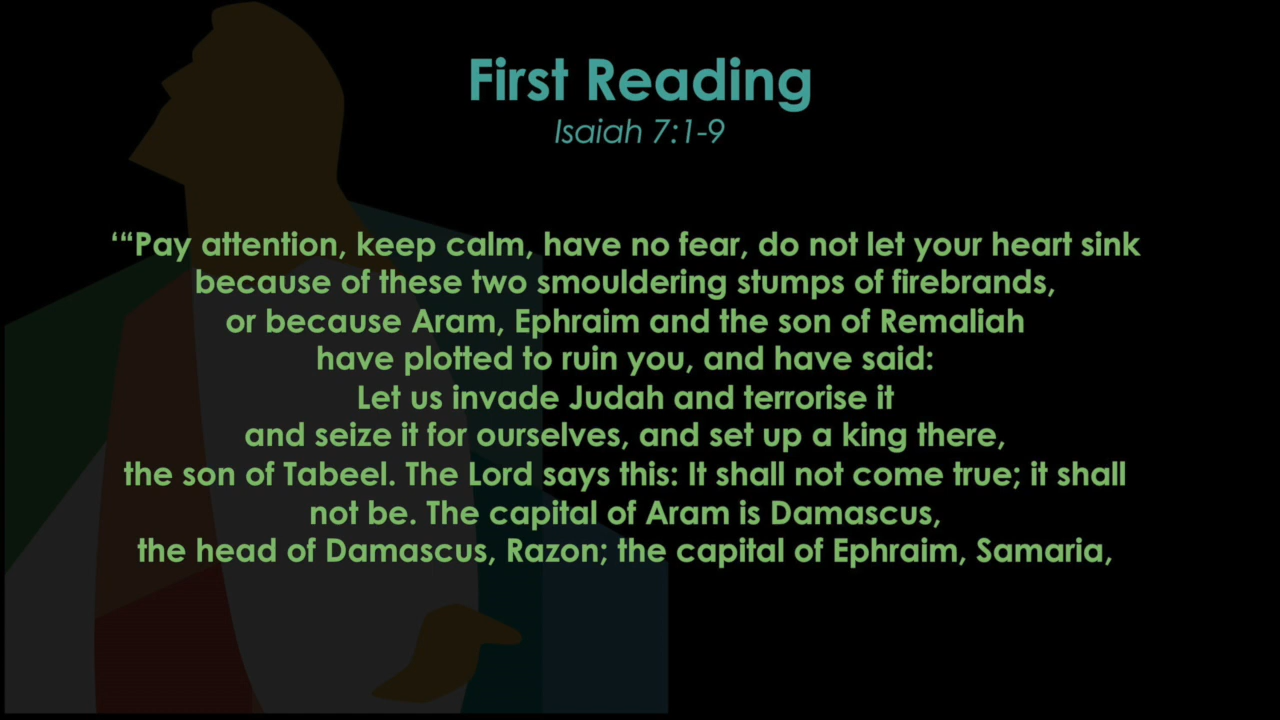 First Reading
Isaiah 7:1-9
‘“Pay attention, keep calm, have no fear, do not let your heart sink
because of these two smouldering stumps of firebrands,
or because Aram, Ephraim and the son of Remaliah
have plotted to ruin you, and have said:
Let us invade Judah and terrorise it
and seize it for ourselves, and set up a king there,
the son of Tabeel. The Lord says this: It shall not come true; it shall
not be. The capital of Aram is Damascus,
the head of Damascus, Razon; the capital of Ephraim, Samaria,